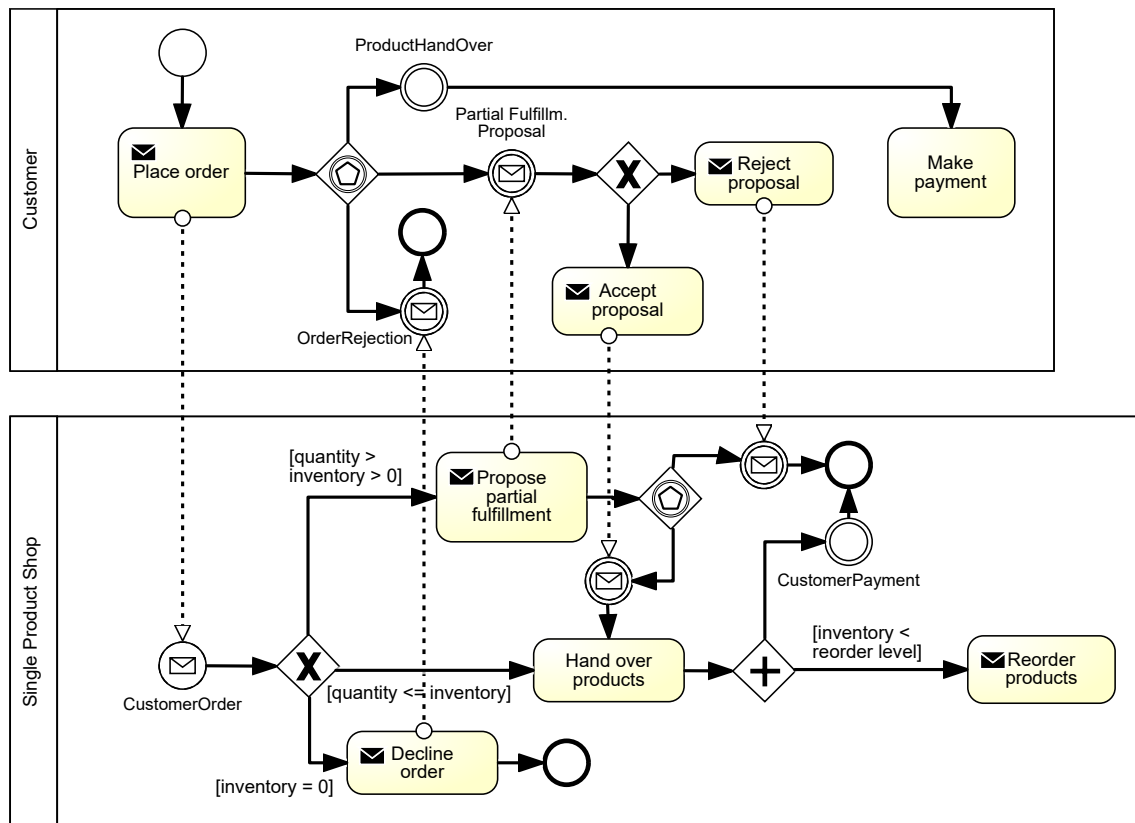 Customer
ProductHandOver
Partial Fulfillm.
Proposal
Place order
Reject
proposal
Make
payment
Accept
proposal
OrderRejection
Single Product Shop
[quantity >
inventory > 0]
Propose
partial
fulfillment
CustomerPayment
CustomerOrder
[quantity <= inventory]
Hand over
products
[inventory <
reorder level]
Reorder
products
Decline
order
[inventory = 0]